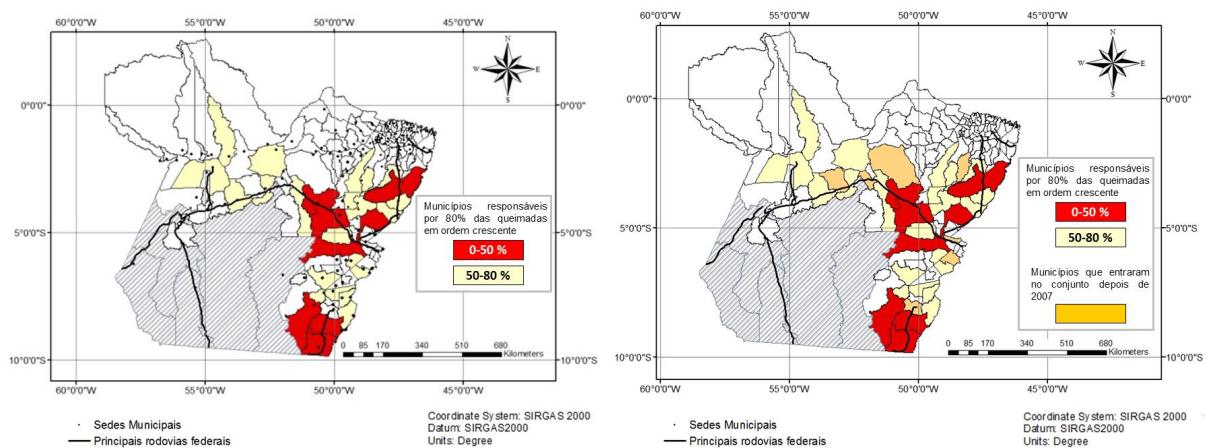 60°0'0"W 55°0'0"W 50°0'0"W 45°0'0"W
N
W E
S
0°0'0" 0°0'0"
5°0'0"S 5°0'0"S
10°0'0"S 10°0'0"S
Municípios responsáveis
por 80% das queimadas
em ordem crescente
0-50 %
50-80 %
0 85 170 340 510 680
Kilometers
60°0'0"W 55°0'0"W 50°0'0"W 45°0'0"W
Sedes Municipais
Principais rodovias federais
Coordinate System: SIRGAS 2000
Datum: SIRGAS2000
Units: Degree
60°0'0"W 55°0'0"W 50°0'0"W 45°0'0"W
N
W E
S
0°0'0" 0°0'0"
5°0'0"S 5°0'0"S
10°0'0"S 10°0'0"S
Municípios responsáveis
por 80% das queimadas
em ordem crescente
0-50 %
50-80 %
Municípios que entraram
no conjunto depois de
2007
0 85 170 340 510 680
Kilometers
60°0'0"W 55°0'0"W 50°0'0"W 45°0'0"W
Sedes Municipais
Principais rodovias federais
Coordinate System: SIRGAS 2000
Datum: SIRGAS2000
Units: Degree